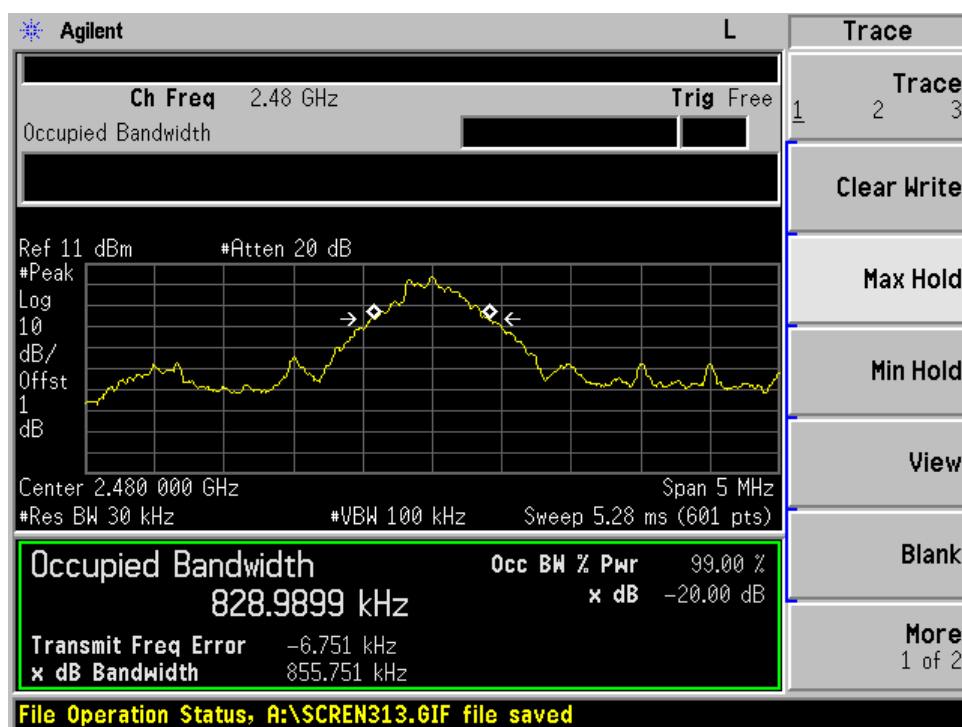 Agilent L Trace
Ch Freq 2.48 GHz Trig Free
Occupied Bandwidth
Trace
1 2 3
Clear Write
Ref 11 dBm #Atten 20 dB
#Peak
Log
10
dB/
Offst
1
dB
Max Hold
Min Hold
View
Center 2.480 000 GHz Span 5 MHz
#Res BW 30 kHz #VBW 100 kHz Sweep 5.28 ms (601 pts)
Occupied Bandwidth Occ BW % Pwr 99.00 %
828.9899 kHz x dB -20.00 dB
Transmit Freq Error -6.751 kHz
x dB Bandwidth 855.751 kHz
Blank
More
1 of 2
File Operation Status, A:\SCREN313.GIF file saved